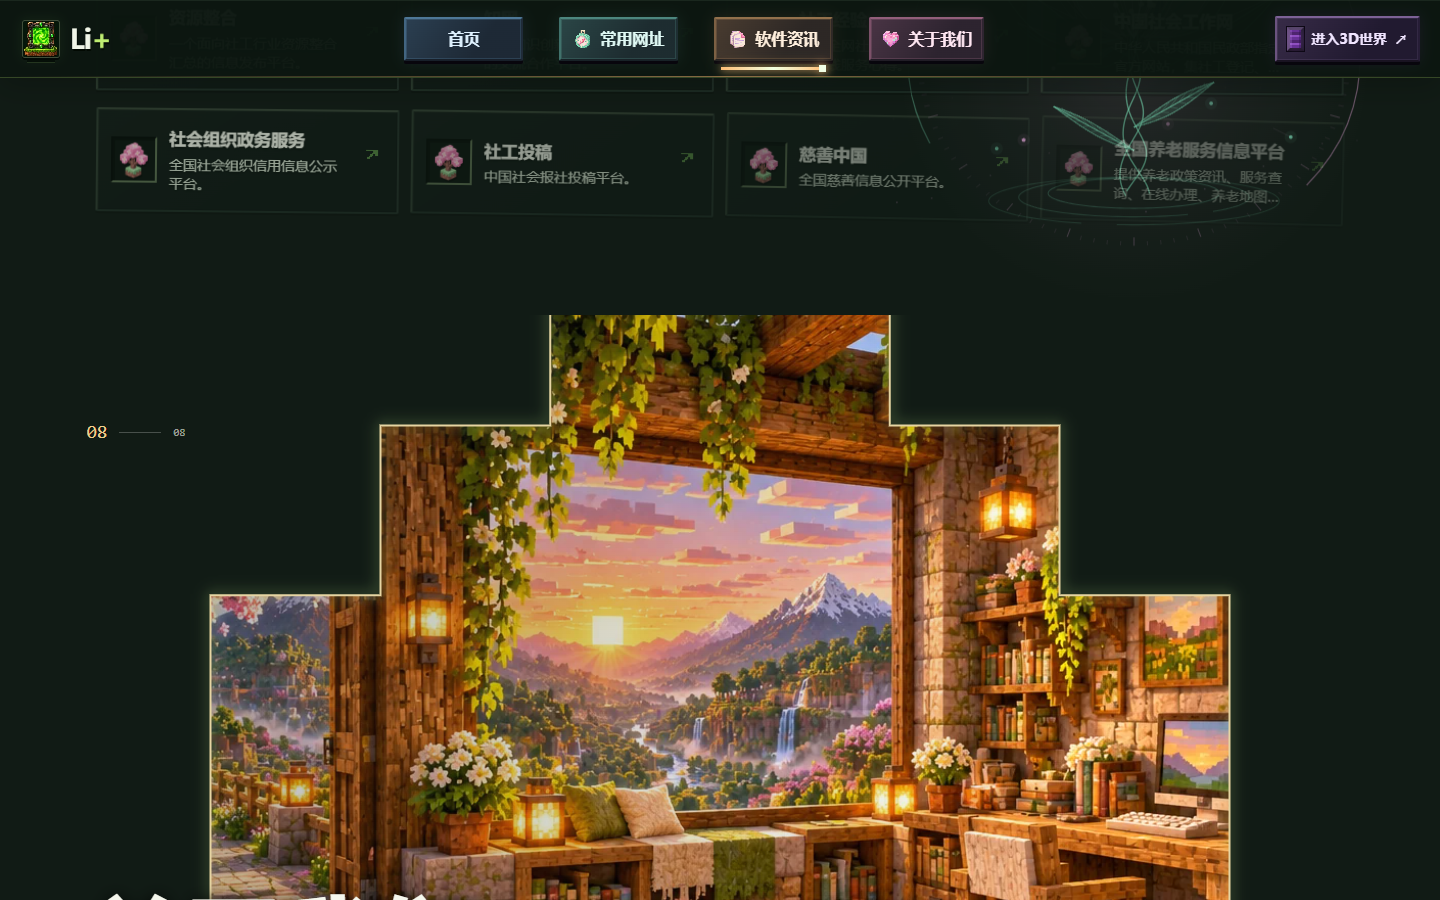 Li+
首页
常用网址
软件资讯
关于我们
进入3D世界 ↗
社会组织政务服务
全国社会组织信用信息公示
平台。
社工投稿
中国社会报社投稿平台。
慈善中国
全国慈善信息公开平台。
全国养老服务信息平台
提供养老政策资讯、服务查
询、在线办理、养老地图...
08
08